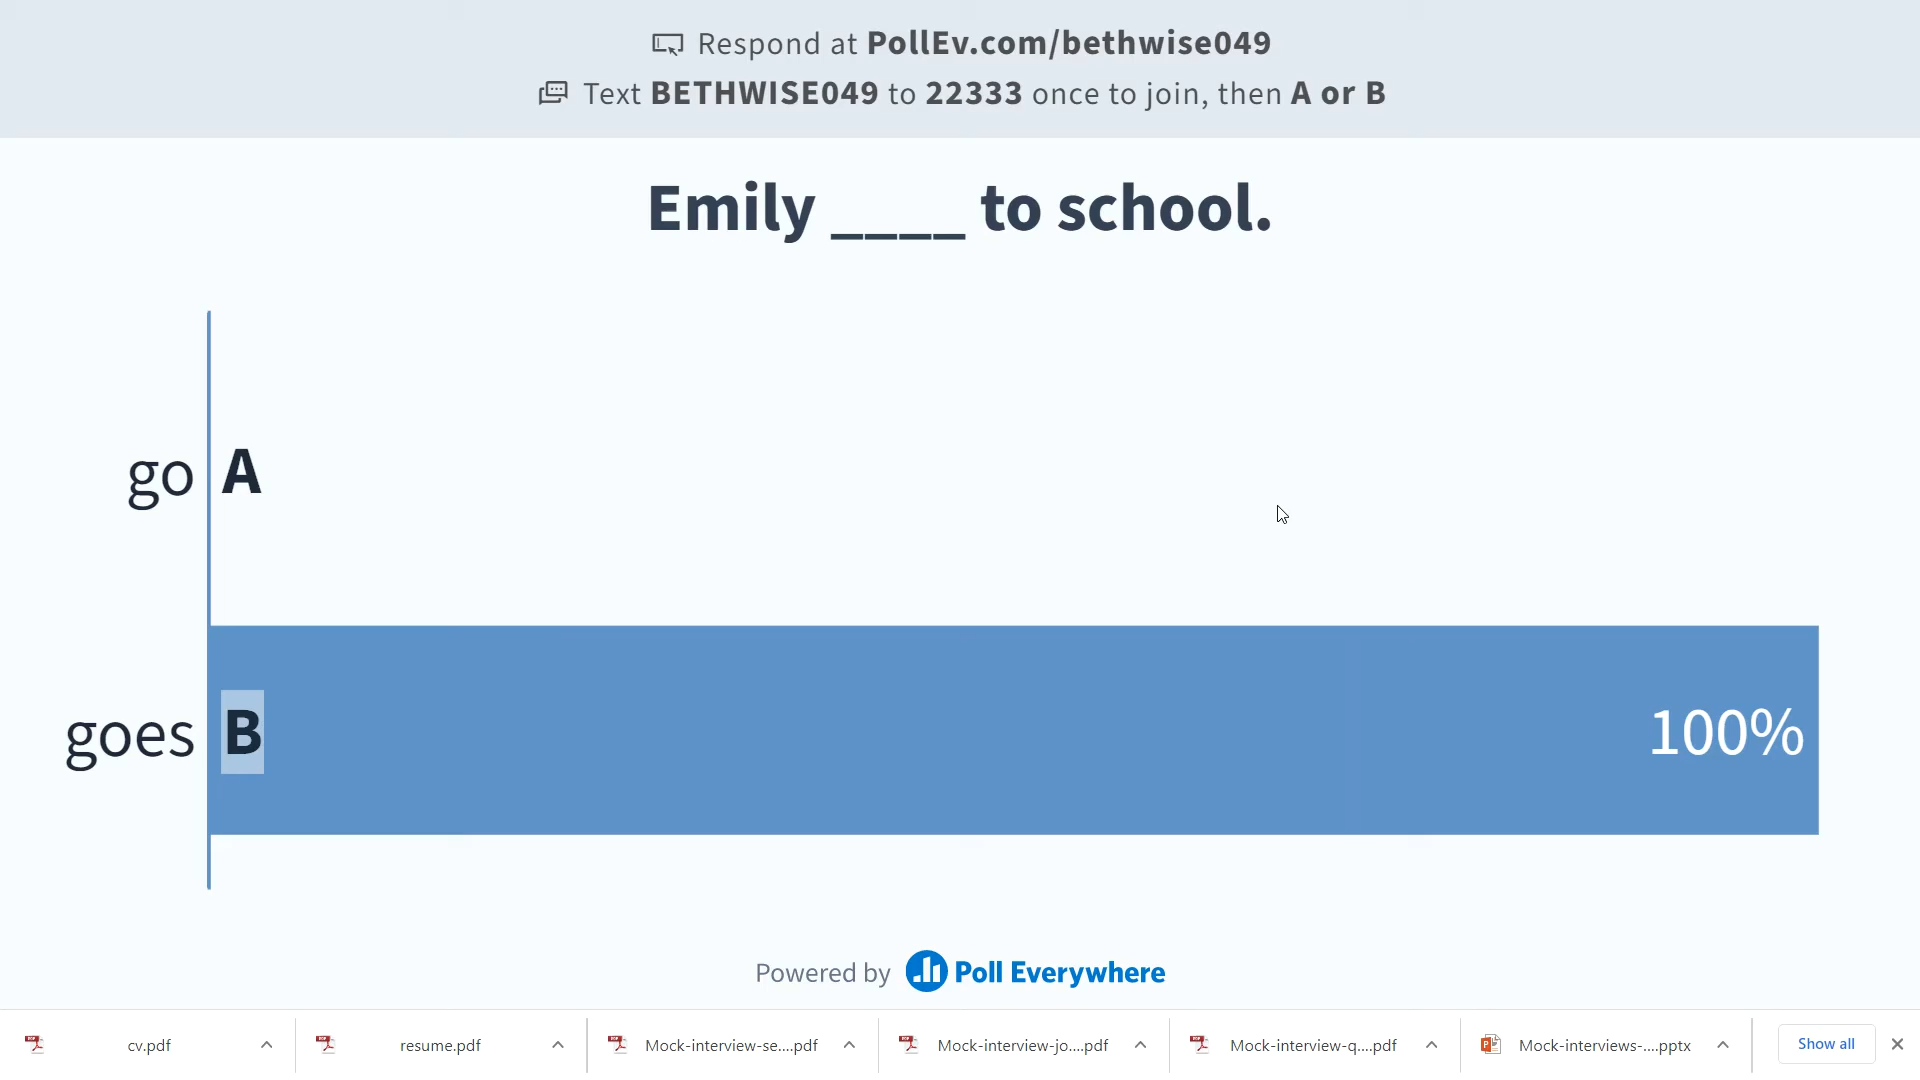 Respond at PollEv.com/bethwise049
Text BETHWISE049 to 22333 once to join, then A or B
Emily ____ to school.
go A
goes B 100%
Powered by Poll Everywhere
cv.pdf resume.pdf Mock-interview-se....pdf Mock-interview-jo....pdf Mock-interview-q....pdf Mock-interviews-....pptx Show all